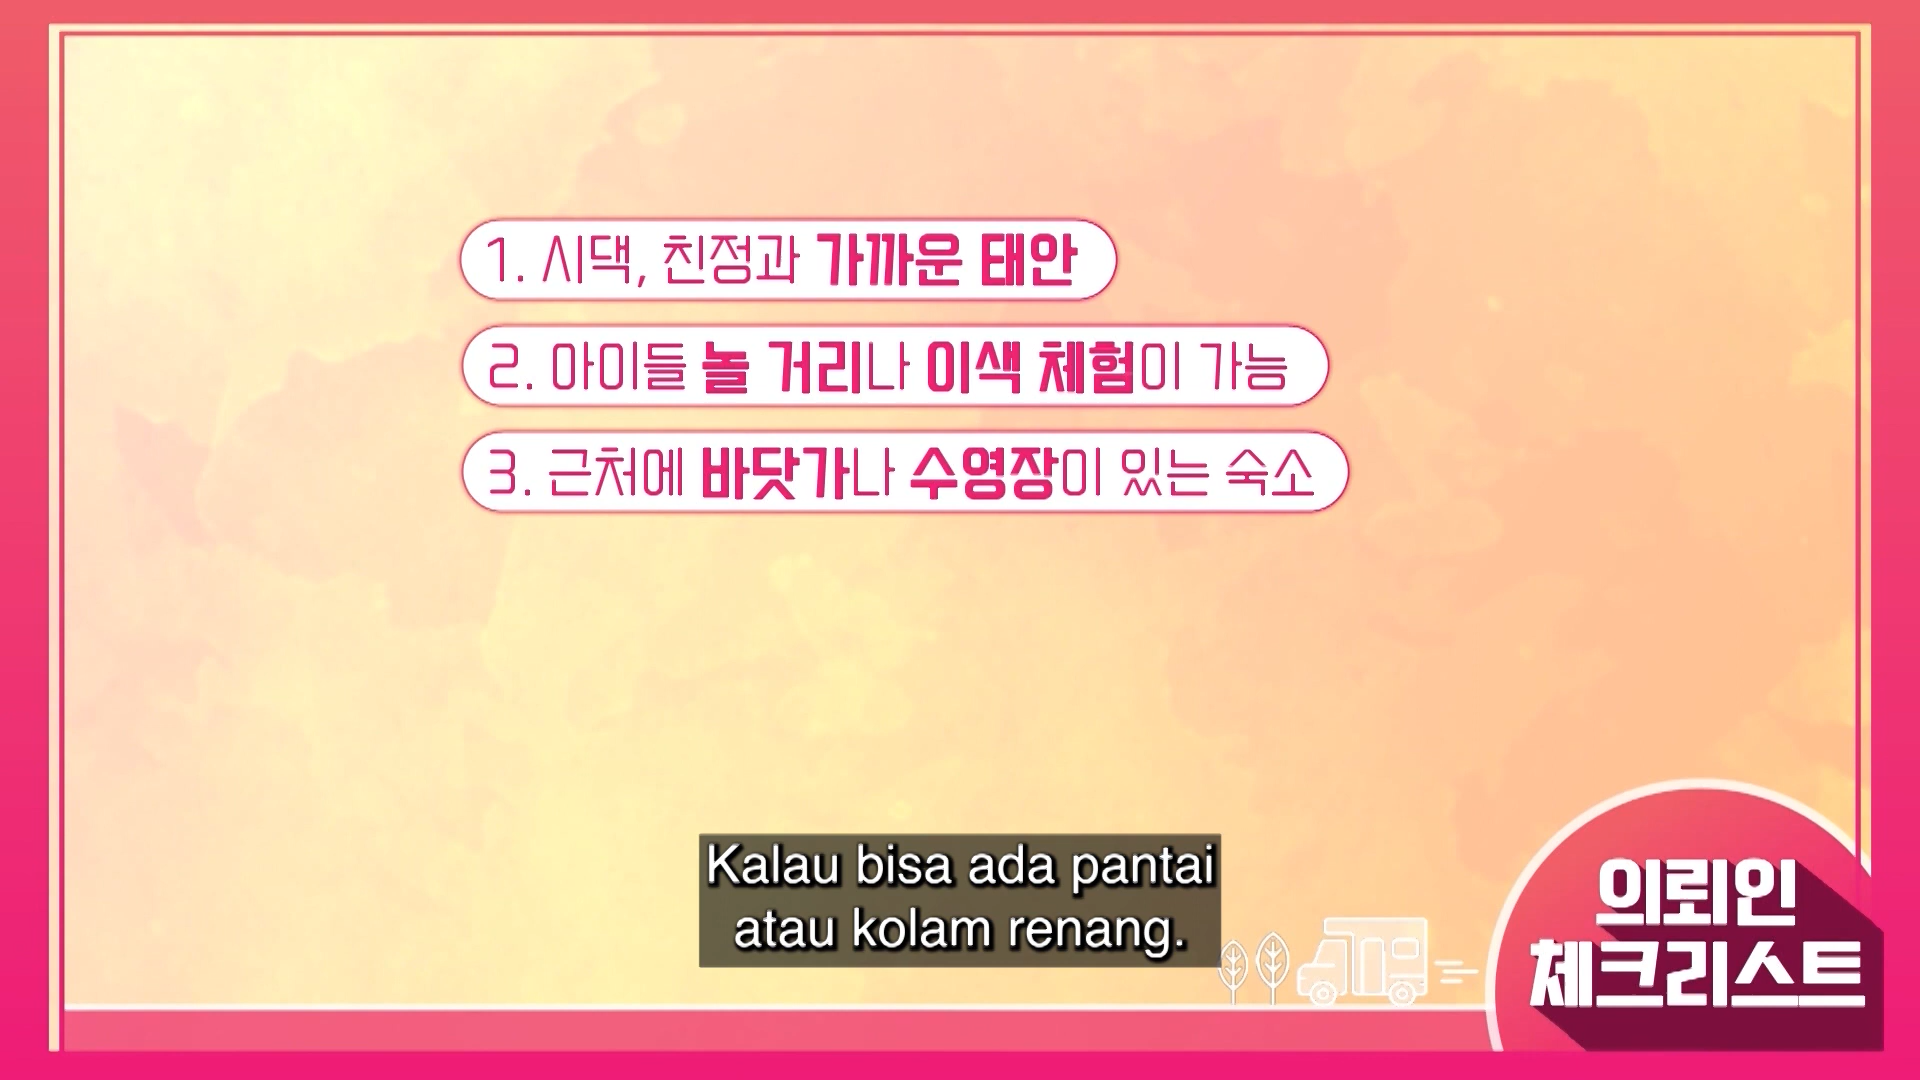 1. 시댁, 친정과 가까운 태안
2. 아이들 놀 거리나 이색 체험이 가능
3. 근처에 바닷가나 수영장이 있는 숙소
Kalau bisa ada pantai
atau kolam renang.
의뢰인
체크리스트